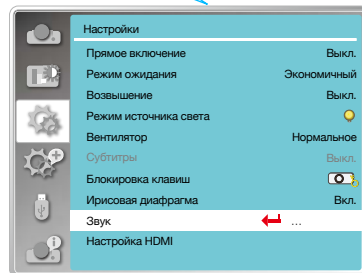 Настройки
Прямое включение Выкл.
Режим ожидания Экономичный
Возвышение Выкл.
Режим источника света
Вентилятор Нормальное
Субтитры Выкл.
Блокировка клавиш
Ирисовая диафрагма Вкл.
Звук ...
Настройка HDMI